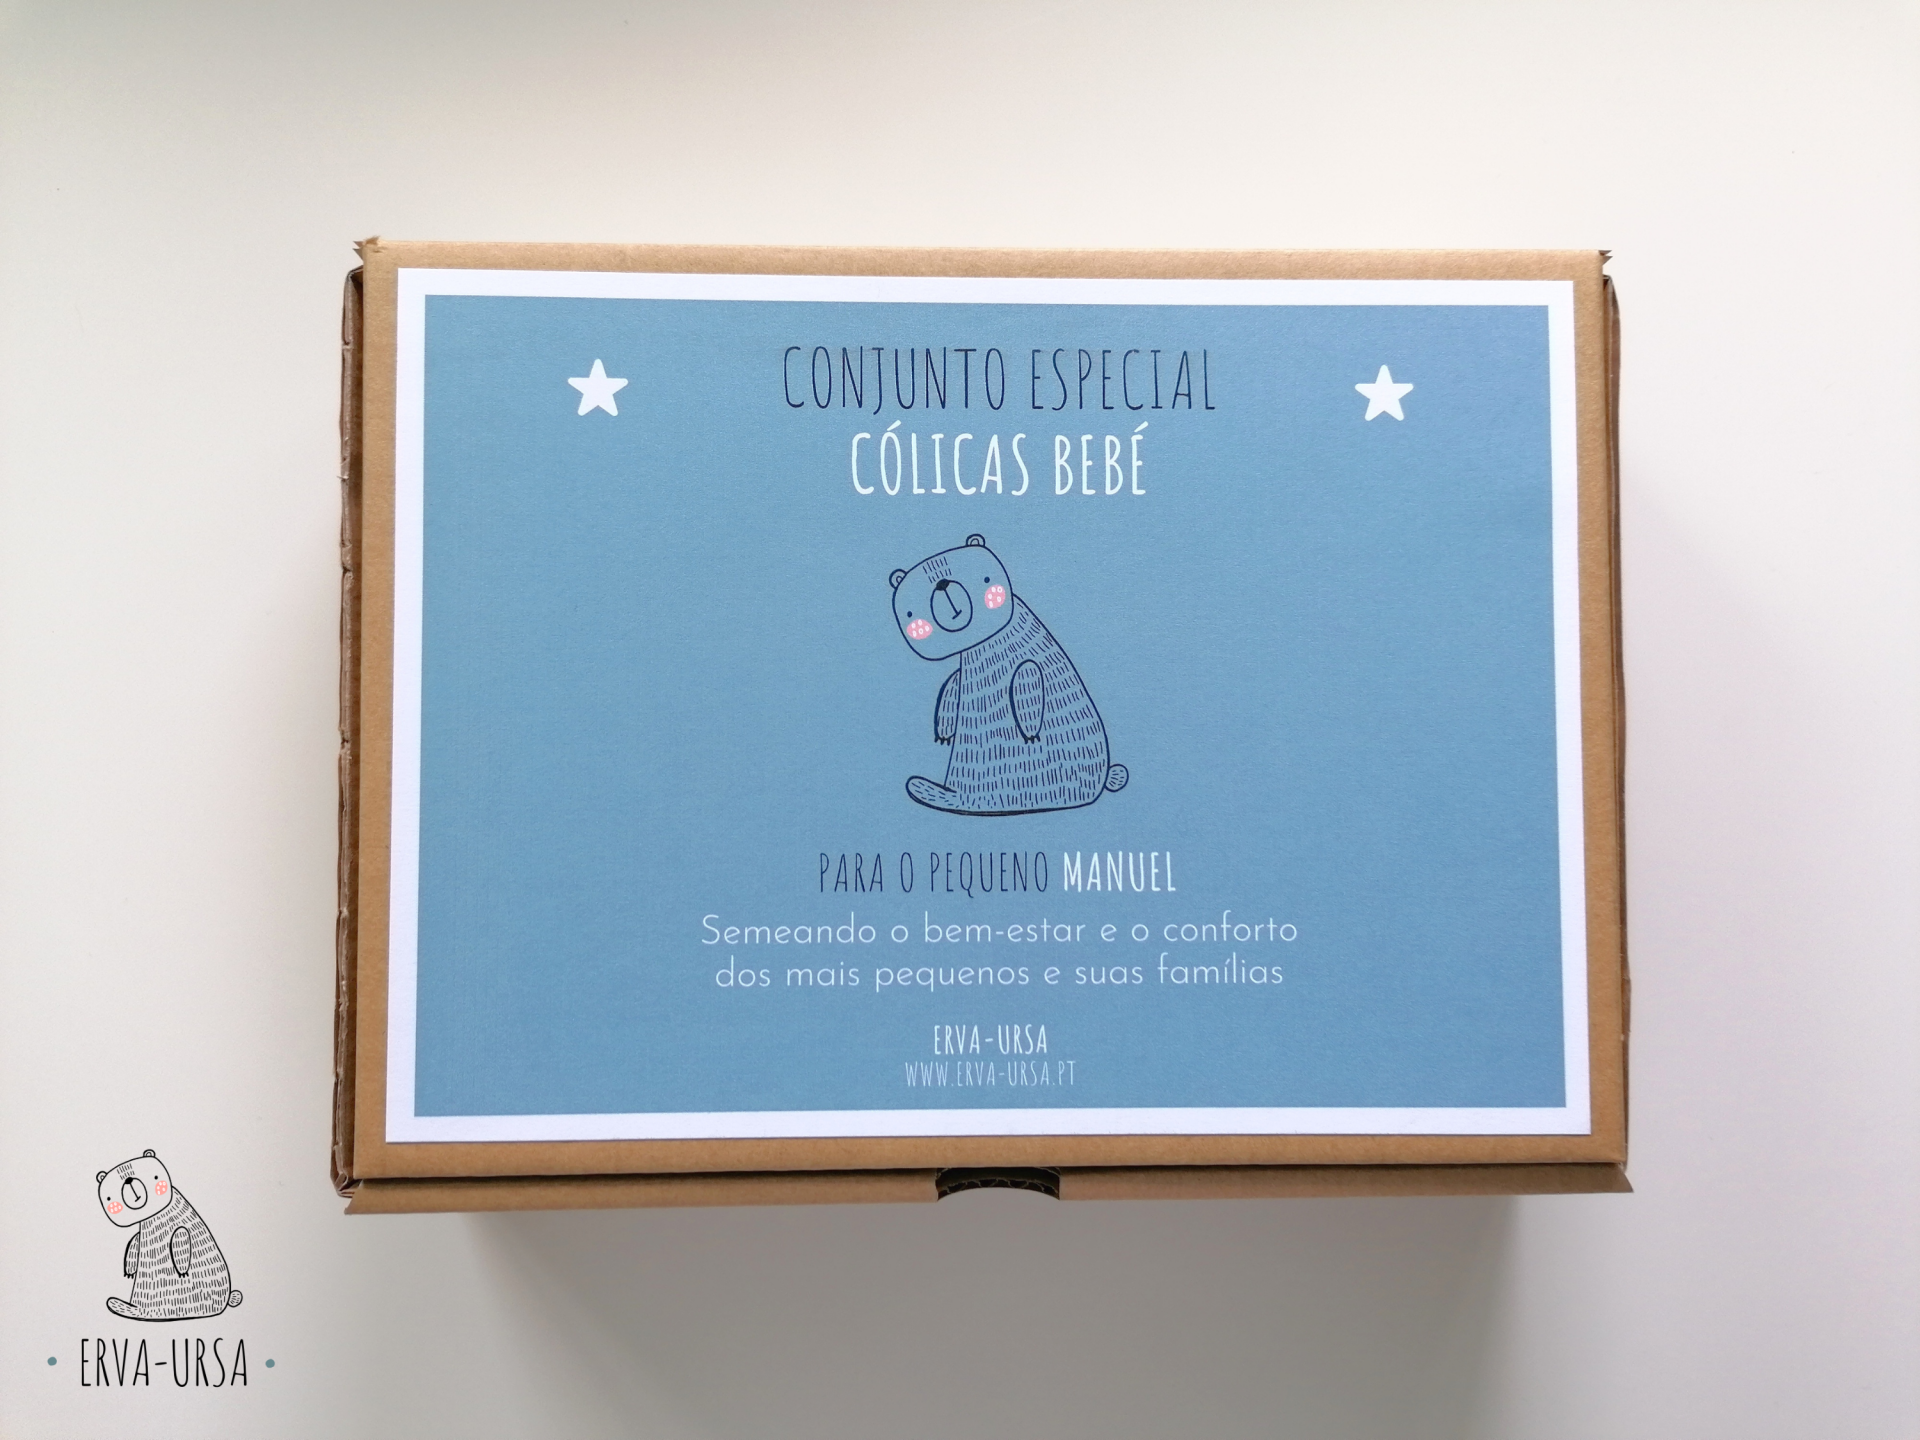 CONJUNTO ESPECIAL
CÓLICAS BEBÉ
PARA O PEQUENO MANUEL
Semeando o bem-estar e o conforto
dos mais pequenos e suas famílias
ERVA-URSA
WWW.ERVA-URSA.PT
• ERVA-URSA •